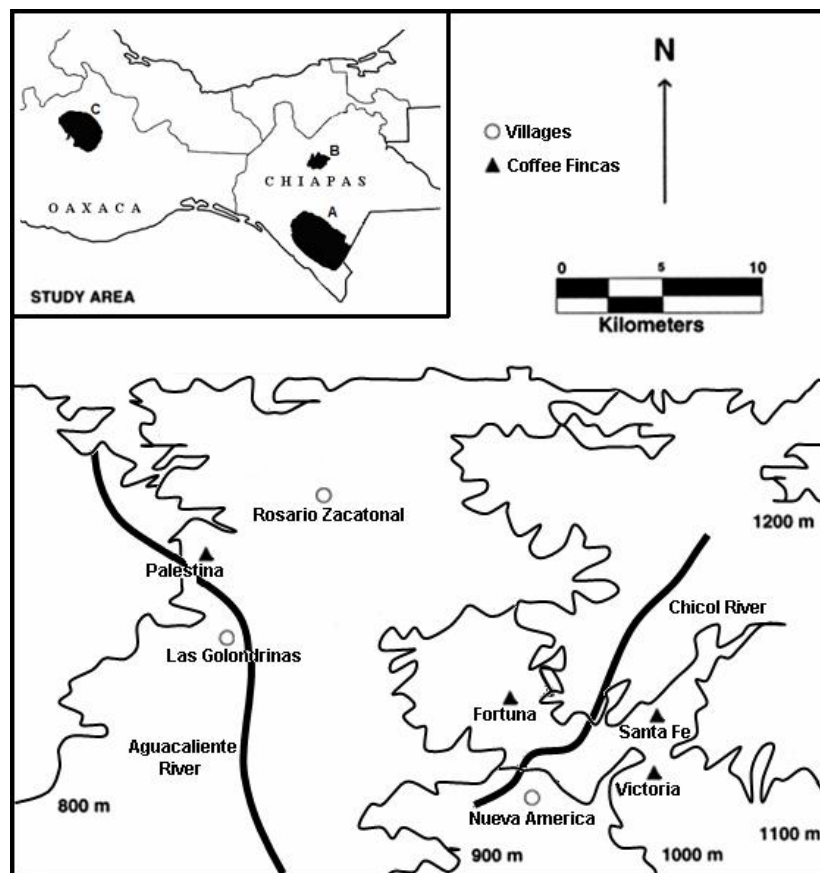 C
B
CHIAPAS
OAXACA
A
STUDY AREA
N
Villages
Coffee Fincas
0 5 10
Kilometers
Rosario Zacatonal
1200 m
Palestina
Chicol River
Las Golondrinas
Fortuna
Santa Fe
Aguacaliente
River
Victoria
800 m
Nueva America
1100 m
900 m
1000 m